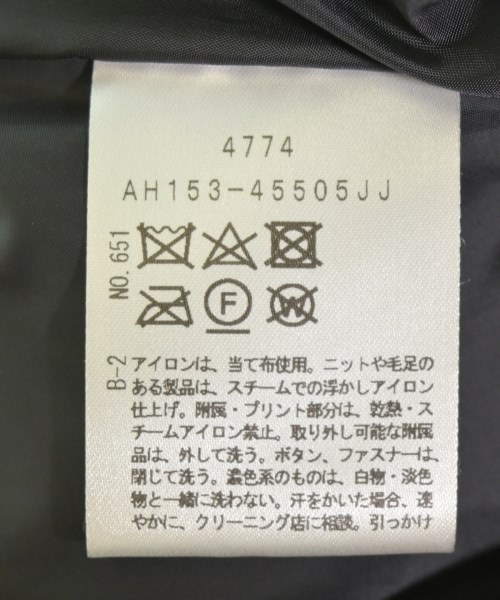 4774
AH153-45505JJ
NO.651
F
W
B-2
アイロンは、当て布使用。ニットや毛足の
ある製品は、スチームでの浮かしアイロン
仕上げ。附属・プリント部分は、乾熱・ス
チームアイロン禁止。取り外し可能な附属
品は、外して洗う。ボタン、ファスナーは、
閉じて洗う。濃色系のものは、白物・淡色
物と一緒に洗わない。汗をかいた場合、速
やかに、クリーニング店に相談。引っかけ